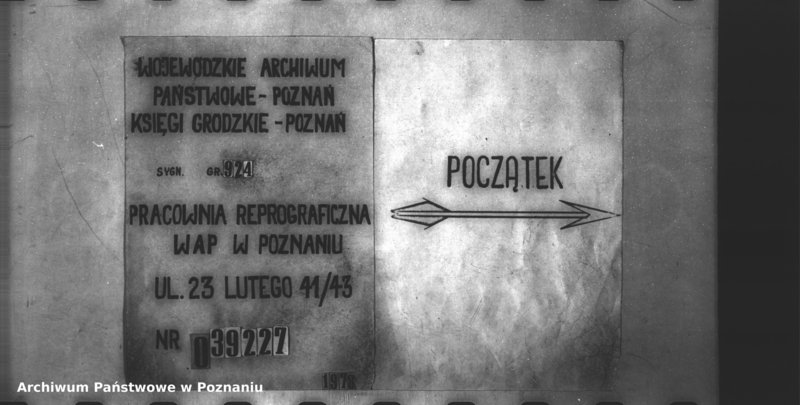 WOJEWÓDZKIE ARCHIWUM
PAŃSTWOWE - POZNAŃ
KSIĘGI GRODZKIE - POZNAŃ
SYGN. GR. 924
PRACOWNIA REPROGRAFICZNA
WAP W POZNANIU
UL. 23 LUTEGO 41/43
NR 039227
POCZĄTEK
Archiwum Państwowe w Poznaniu